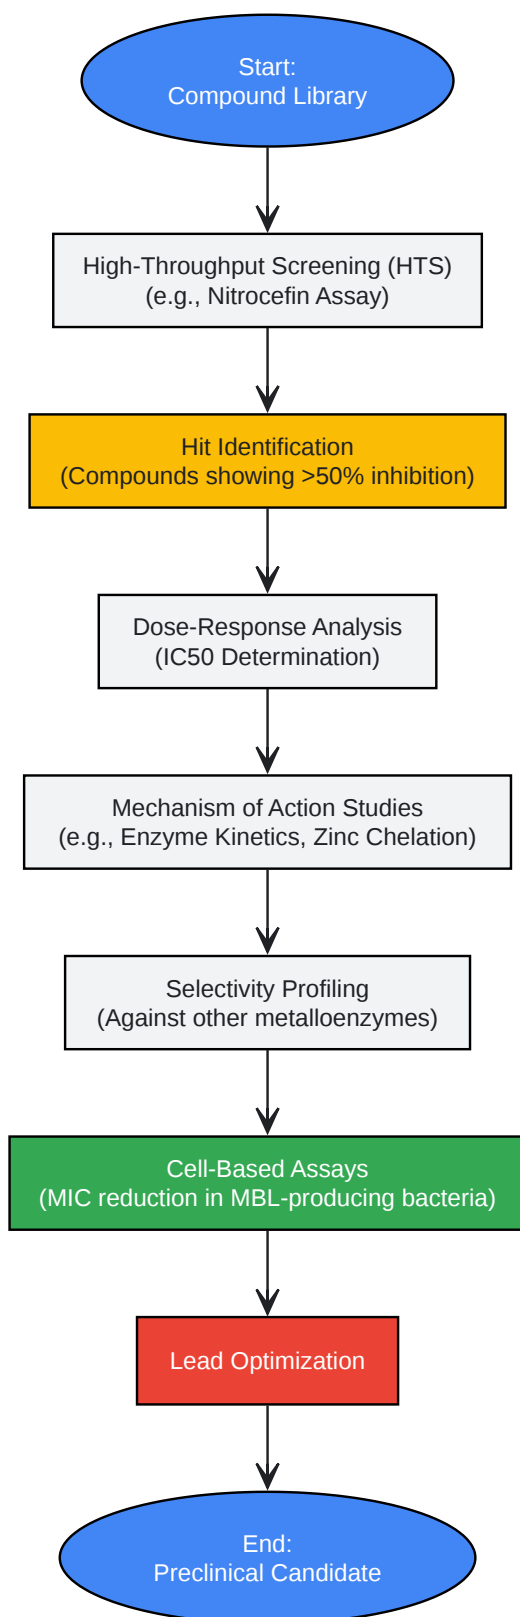 Start:
Compound Library
High-Throughput Screening (HTS)
(e.g., Nitrocefin Assay)
Hit Identification
(Compounds showing >50% inhibition)
Dose-Response Analysis
(IC50 Determination)
Mechanism of Action Studies
(e.g., Enzyme Kinetics, Zinc Chelation)
Selectivity Profiling
(Against other metalloenzymes)
Cell-Based Assays
(MIC reduction in MBL-producing bacteria)
Lead Optimization
End:
Preclinical Candidate